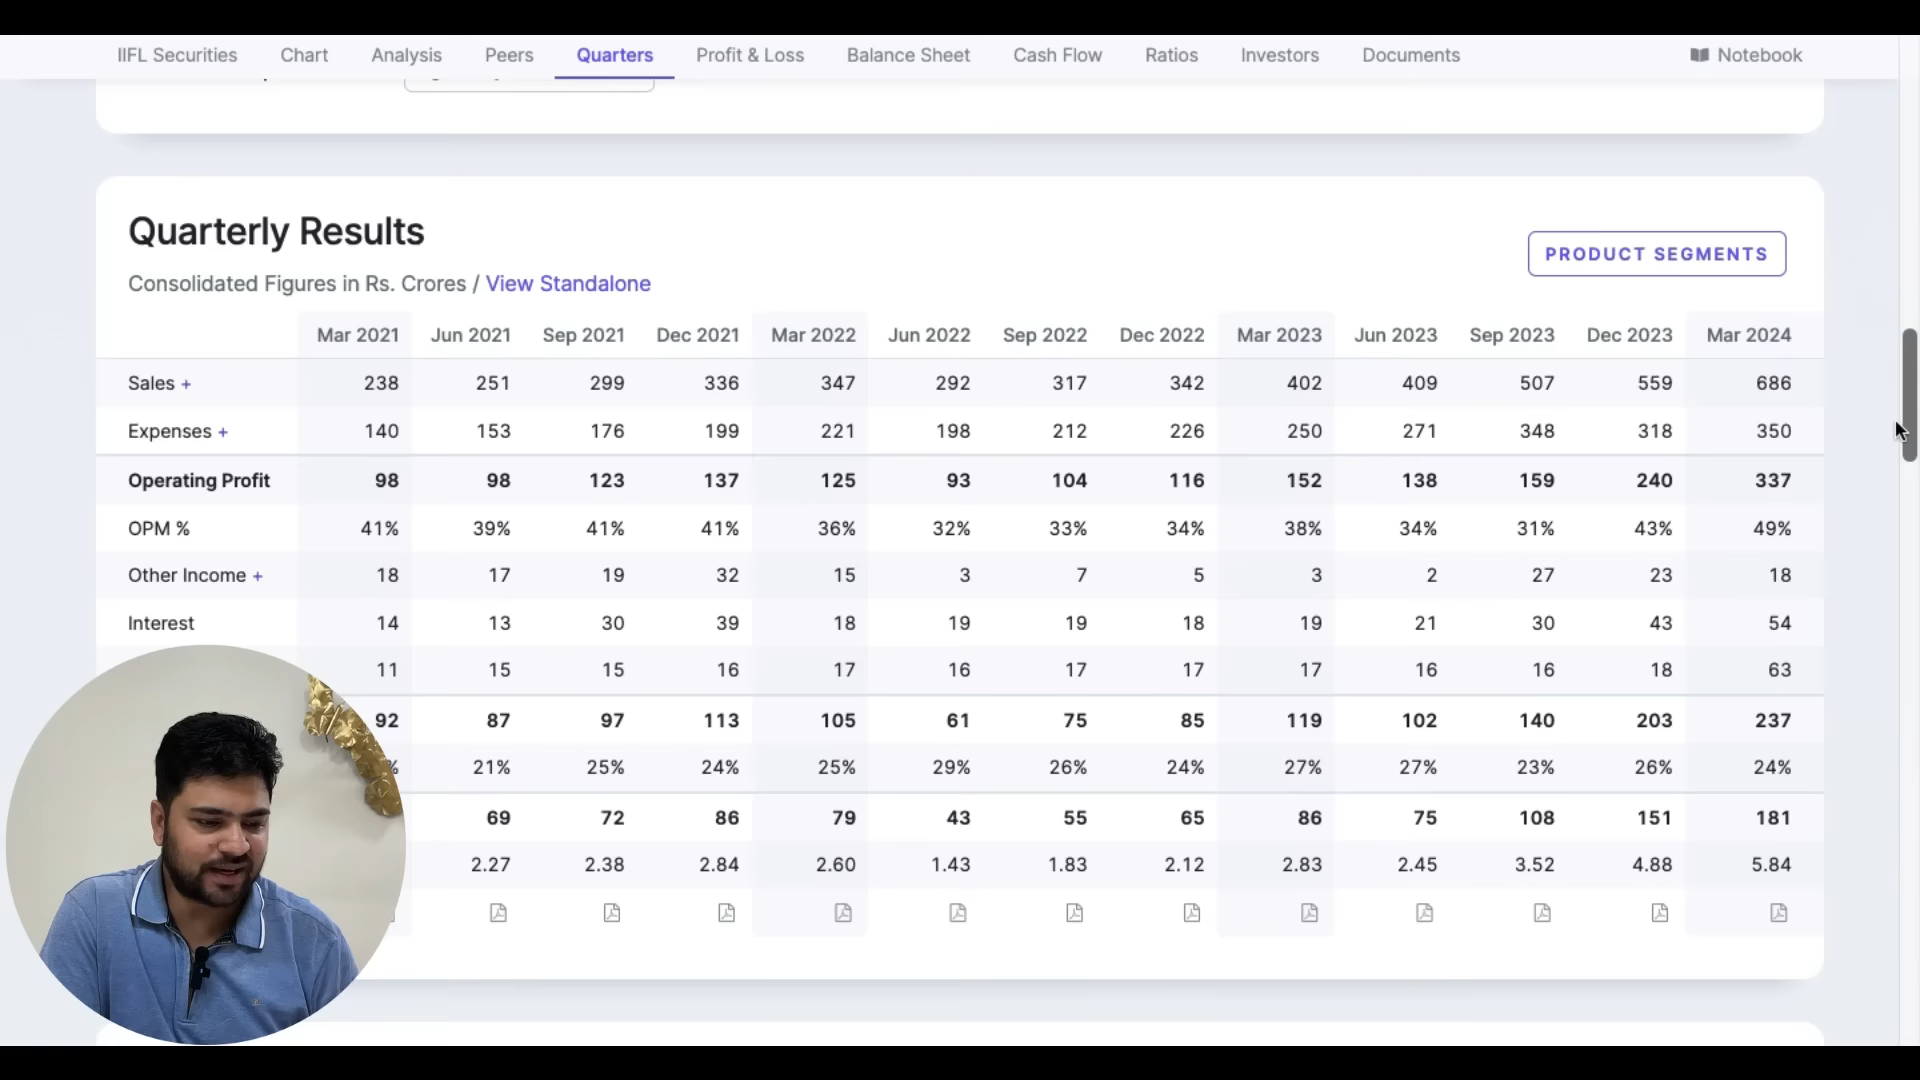 IIFL Securities Chart Analysis Peers Quarters Profit & Loss Balance Sheet Cash Flow Ratios Investors Documents Notebook
Quarterly Results
PRODUCT SEGMENTS
Consolidated Figures in Rs. Crores / View Standalone
Mar 2021 Jun 2021 Sep 2021 Dec 2021 Mar 2022 Jun 2022 Sep 2022 Dec 2022 Mar 2023 Jun 2023 Sep 2023 Dec 2023 Mar 2024
Sales + 238 251 299 336 347 292 317 342 402 409 507 559 686
Expenses + 140 153 176 199 221 198 212 226 250 271 348 318 350
Operating Profit 98 98 123 137 125 93 104 116 152 138 159 240 337
OPM % 41% 39% 41% 41% 36% 32% 33% 34% 38% 34% 31% 43% 49%
Other Income + 18 17 19 32 15 3 7 5 3 2 27 23 18
Interest 14 13 30 39 18 19 19 18 19 21 30 43 54
11 15 15 16 17 16 17 17 17 16 16 18 63
92 87 97 113 105 61 75 85 119 102 140 203 237
% 21% 25% 24% 25% 29% 26% 24% 27% 27% 23% 26% 24%
69 72 86 79 43 55 65 86 75 108 151 181
2.27 2.38 2.84 2.60 1.43 1.83 2.12 2.83 2.45 3.52 4.88 5.84